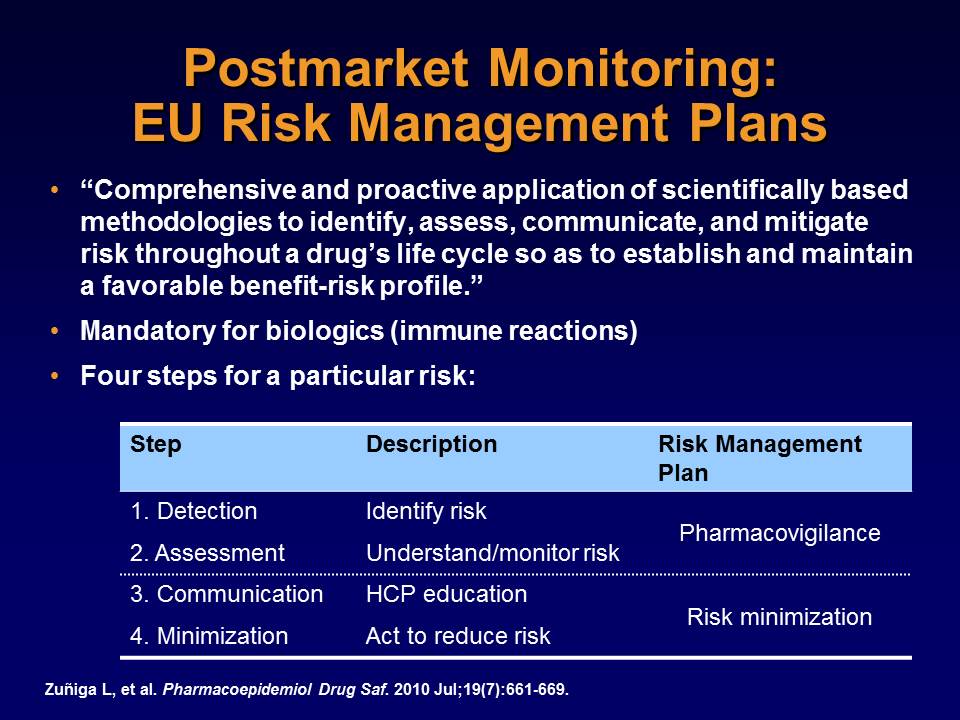 Postmarket Monitoring:
EU Risk Management Plans
• “Comprehensive and proactive application of scientifically based
methodologies to identify, assess, communicate, and mitigate
risk throughout a drug’s life cycle so as to establish and maintain
a favorable benefit-risk profile.”
• Mandatory for biologics (immune reactions)
• Four steps for a particular risk:
Step Description Risk Management
Plan
1. Detection Identify risk
Pharmacovigilance
2. Assessment Understand/monitor risk
3. Communication HCP education
Risk minimization
4. Minimization Act to reduce risk
Zuñiga L, et al. Pharmacoepidemiol Drug Saf. 2010 Jul;19(7):661-669.